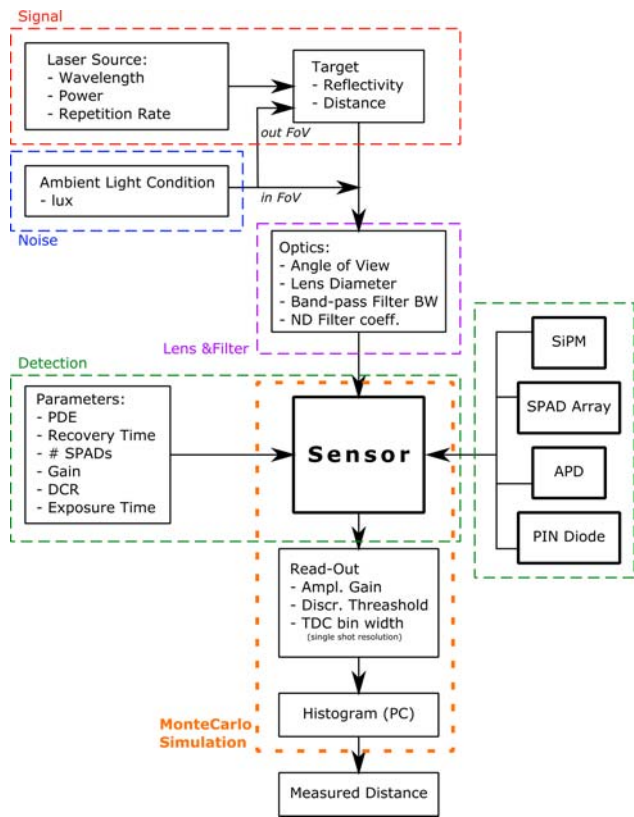 Signal
Laser Source:
- Wavelength
- Power
- Repetition Rate
Target
- Reflectivity
- Distance
out FoV
Ambient Light Condition
- lux
in FoV
Noise
Optics:
- Angle of View
- Lens Diameter
- Band-pass Filter BW
- ND Filter coeff.
Lens &Filter
Detection
Parameters:
- PDE
- Recovery Time
- # SPADs
- Gain
- DCR
- Exposure Time
Sensor
SiPM
SPAD Array
APD
PIN Diode
Read-Out
- Ampl. Gain
- Discr. Threashold
- TDC bin width
(single shot resolution)
Histogram (PC)
MonteCarlo
Simulation
Measured Distance